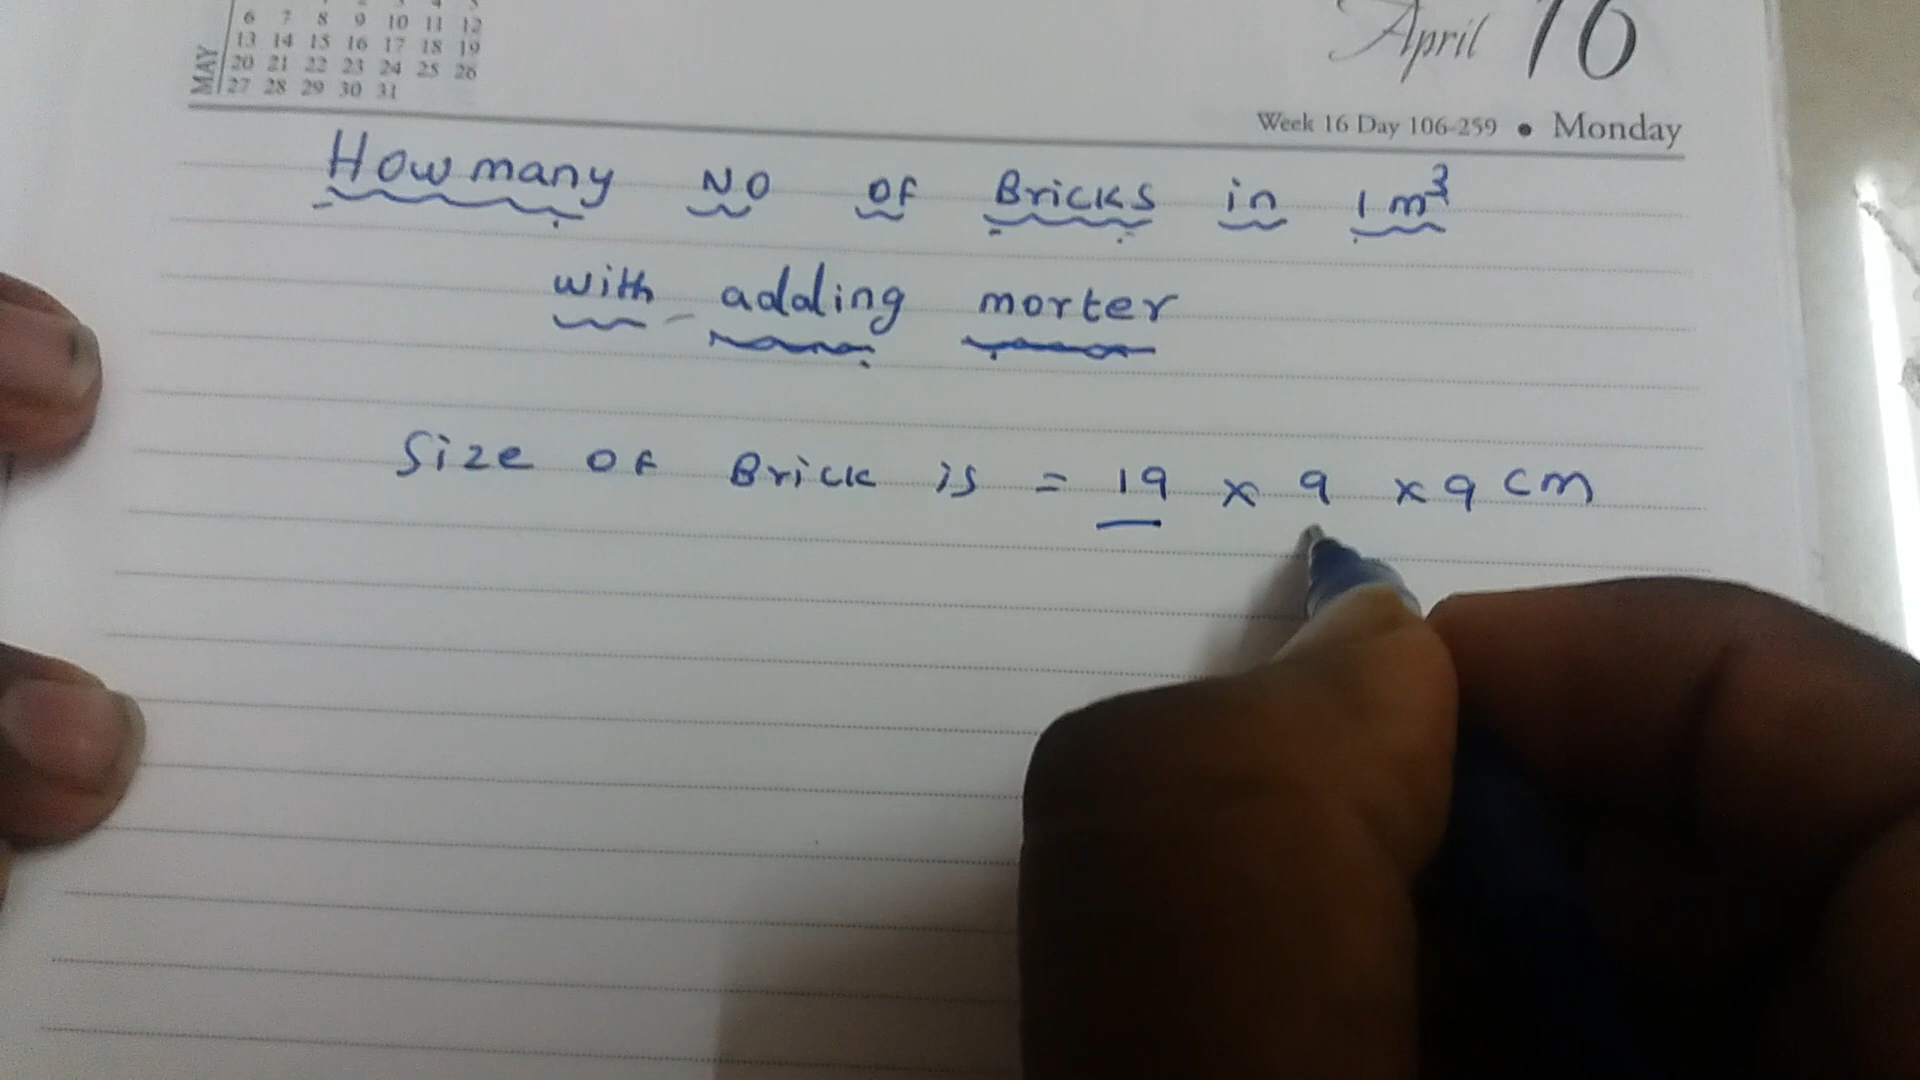 6 7 8 9 10 11 12
13 14 15 16 17 18 19
20 21 22 23 24 25 26
27 28 29 30 31
MAY
April 16
Week 16 Day 106-259 • Monday
How many NO OF Bricks in 1 m³
with adding morter
Size OF Brick is = 19 x 9 x 9 cm